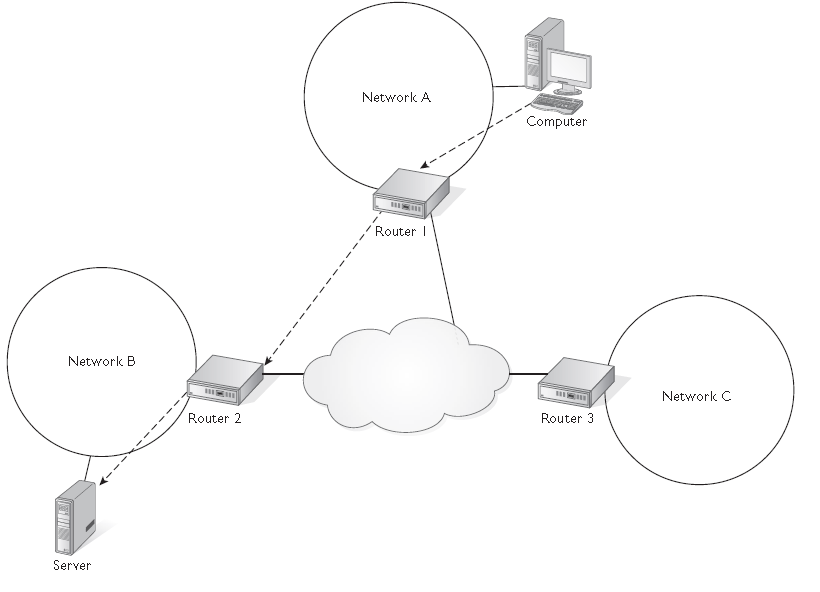 Network A
Computer
Router 1
Network B
Router 2
Router 3
Network C
Server